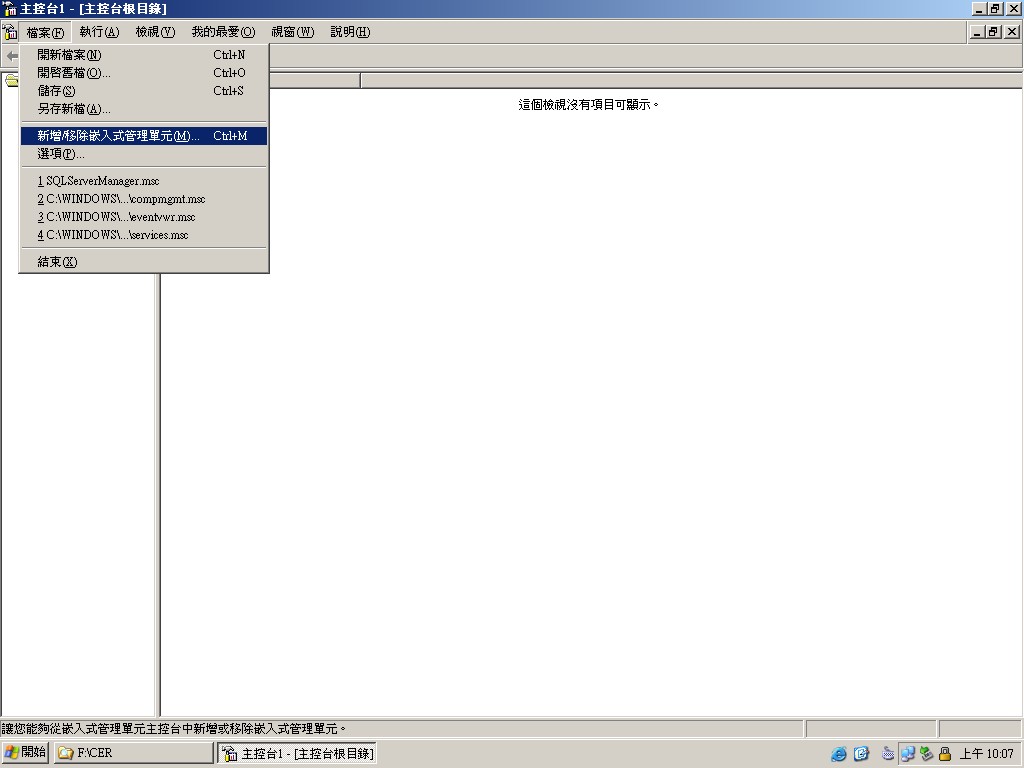 主控台1 - [主控台根目錄]
檔案(F) 執行(A) 檢視(V) 我的最愛(O) 視窗(W) 說明(H)
開新檔案(N) Ctrl+N
開啟舊檔(O)... Ctrl+O
儲存(S) Ctrl+S
另存新檔(A)...
新增/移除嵌入式管理單元(M)... Ctrl+M
選項(P)...
1 SQLServerManager.msc
2 C:\WINDOWS\...\compmgmt.msc
3 C:\WINDOWS\...\eventvwr.msc
4 C:\WINDOWS\...\services.msc
結束(X)
這個檢視沒有項目可顯示。
讓您能夠從嵌入式管理單元主控台中新增或移除嵌入式管理單元。
開始 F:\CER 主控台1 - [主控台根目錄] 上午 10:07